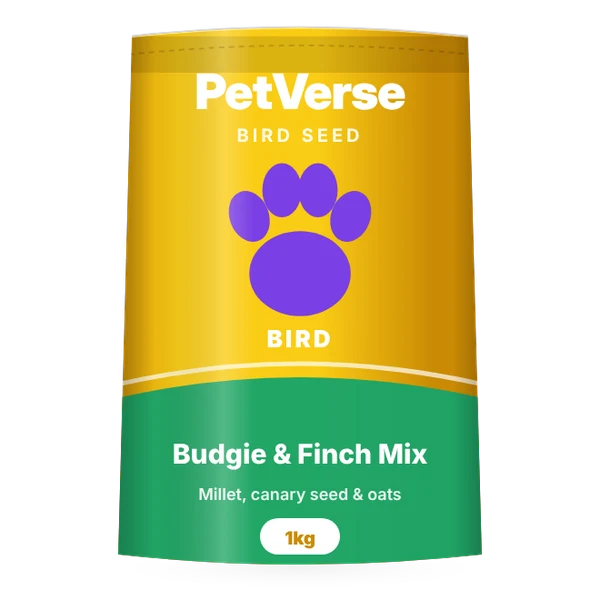 PetVerse
BIRD SEED
BIRD
Budgie & Finch Mix
Millet, canary seed & oats
1kg